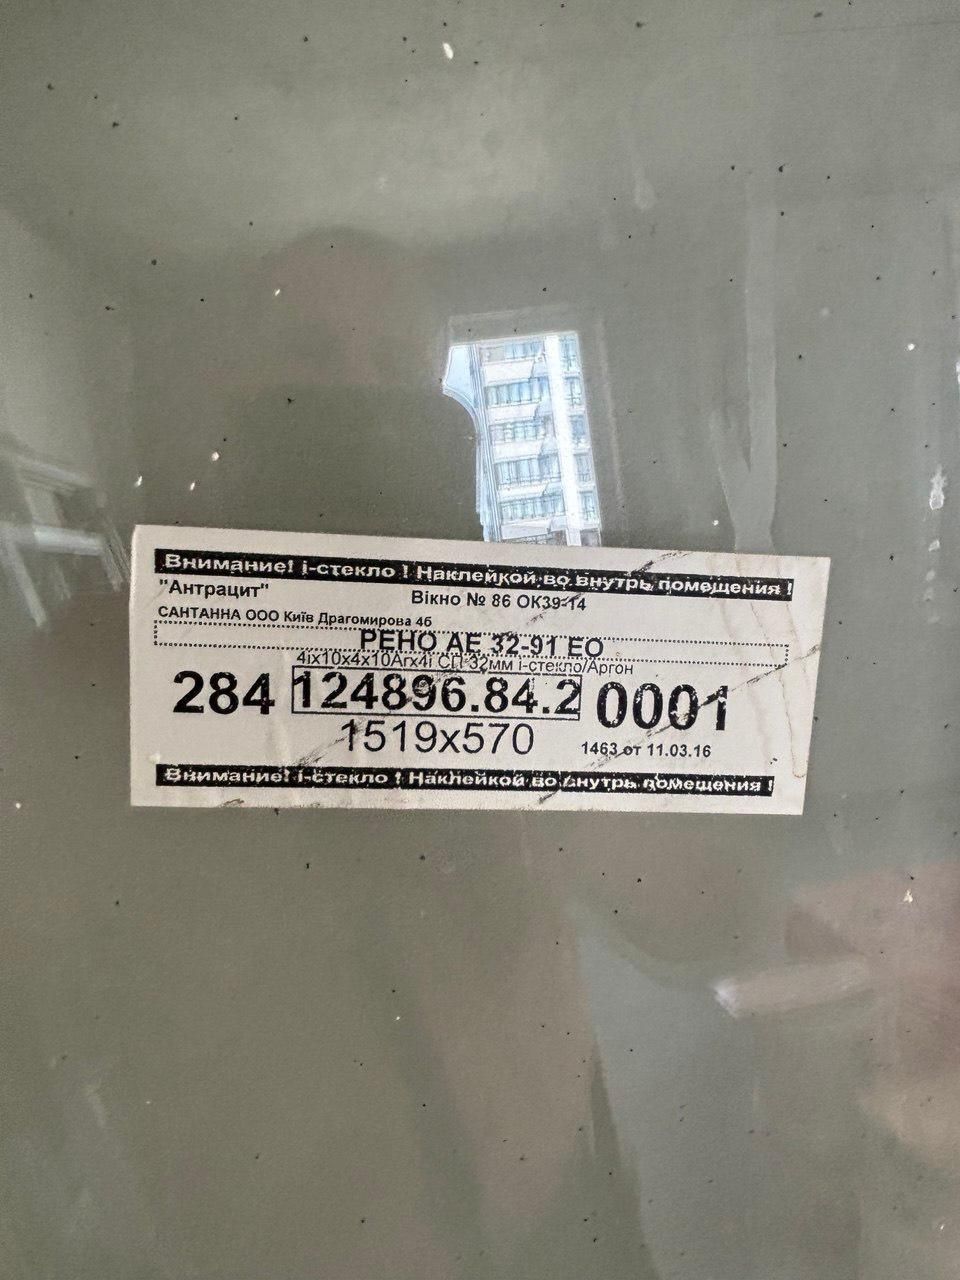 Внимание! i-стекло ! Наклейкой во внутрь помещения !
"Антрацит"
Вікно № 86 ОК39-14
САНТАННА ООО Київ Драгомирова 4б
РЕНО АЕ 32-91 ЕО
4ix10x4x10Arx4i СП 32мм i-стекло/Аргон
284 124896.84.2 0001
1519x570
1463 от 11.03.16
Внимание! i-стекло ! Наклейкой во внутрь помещения !